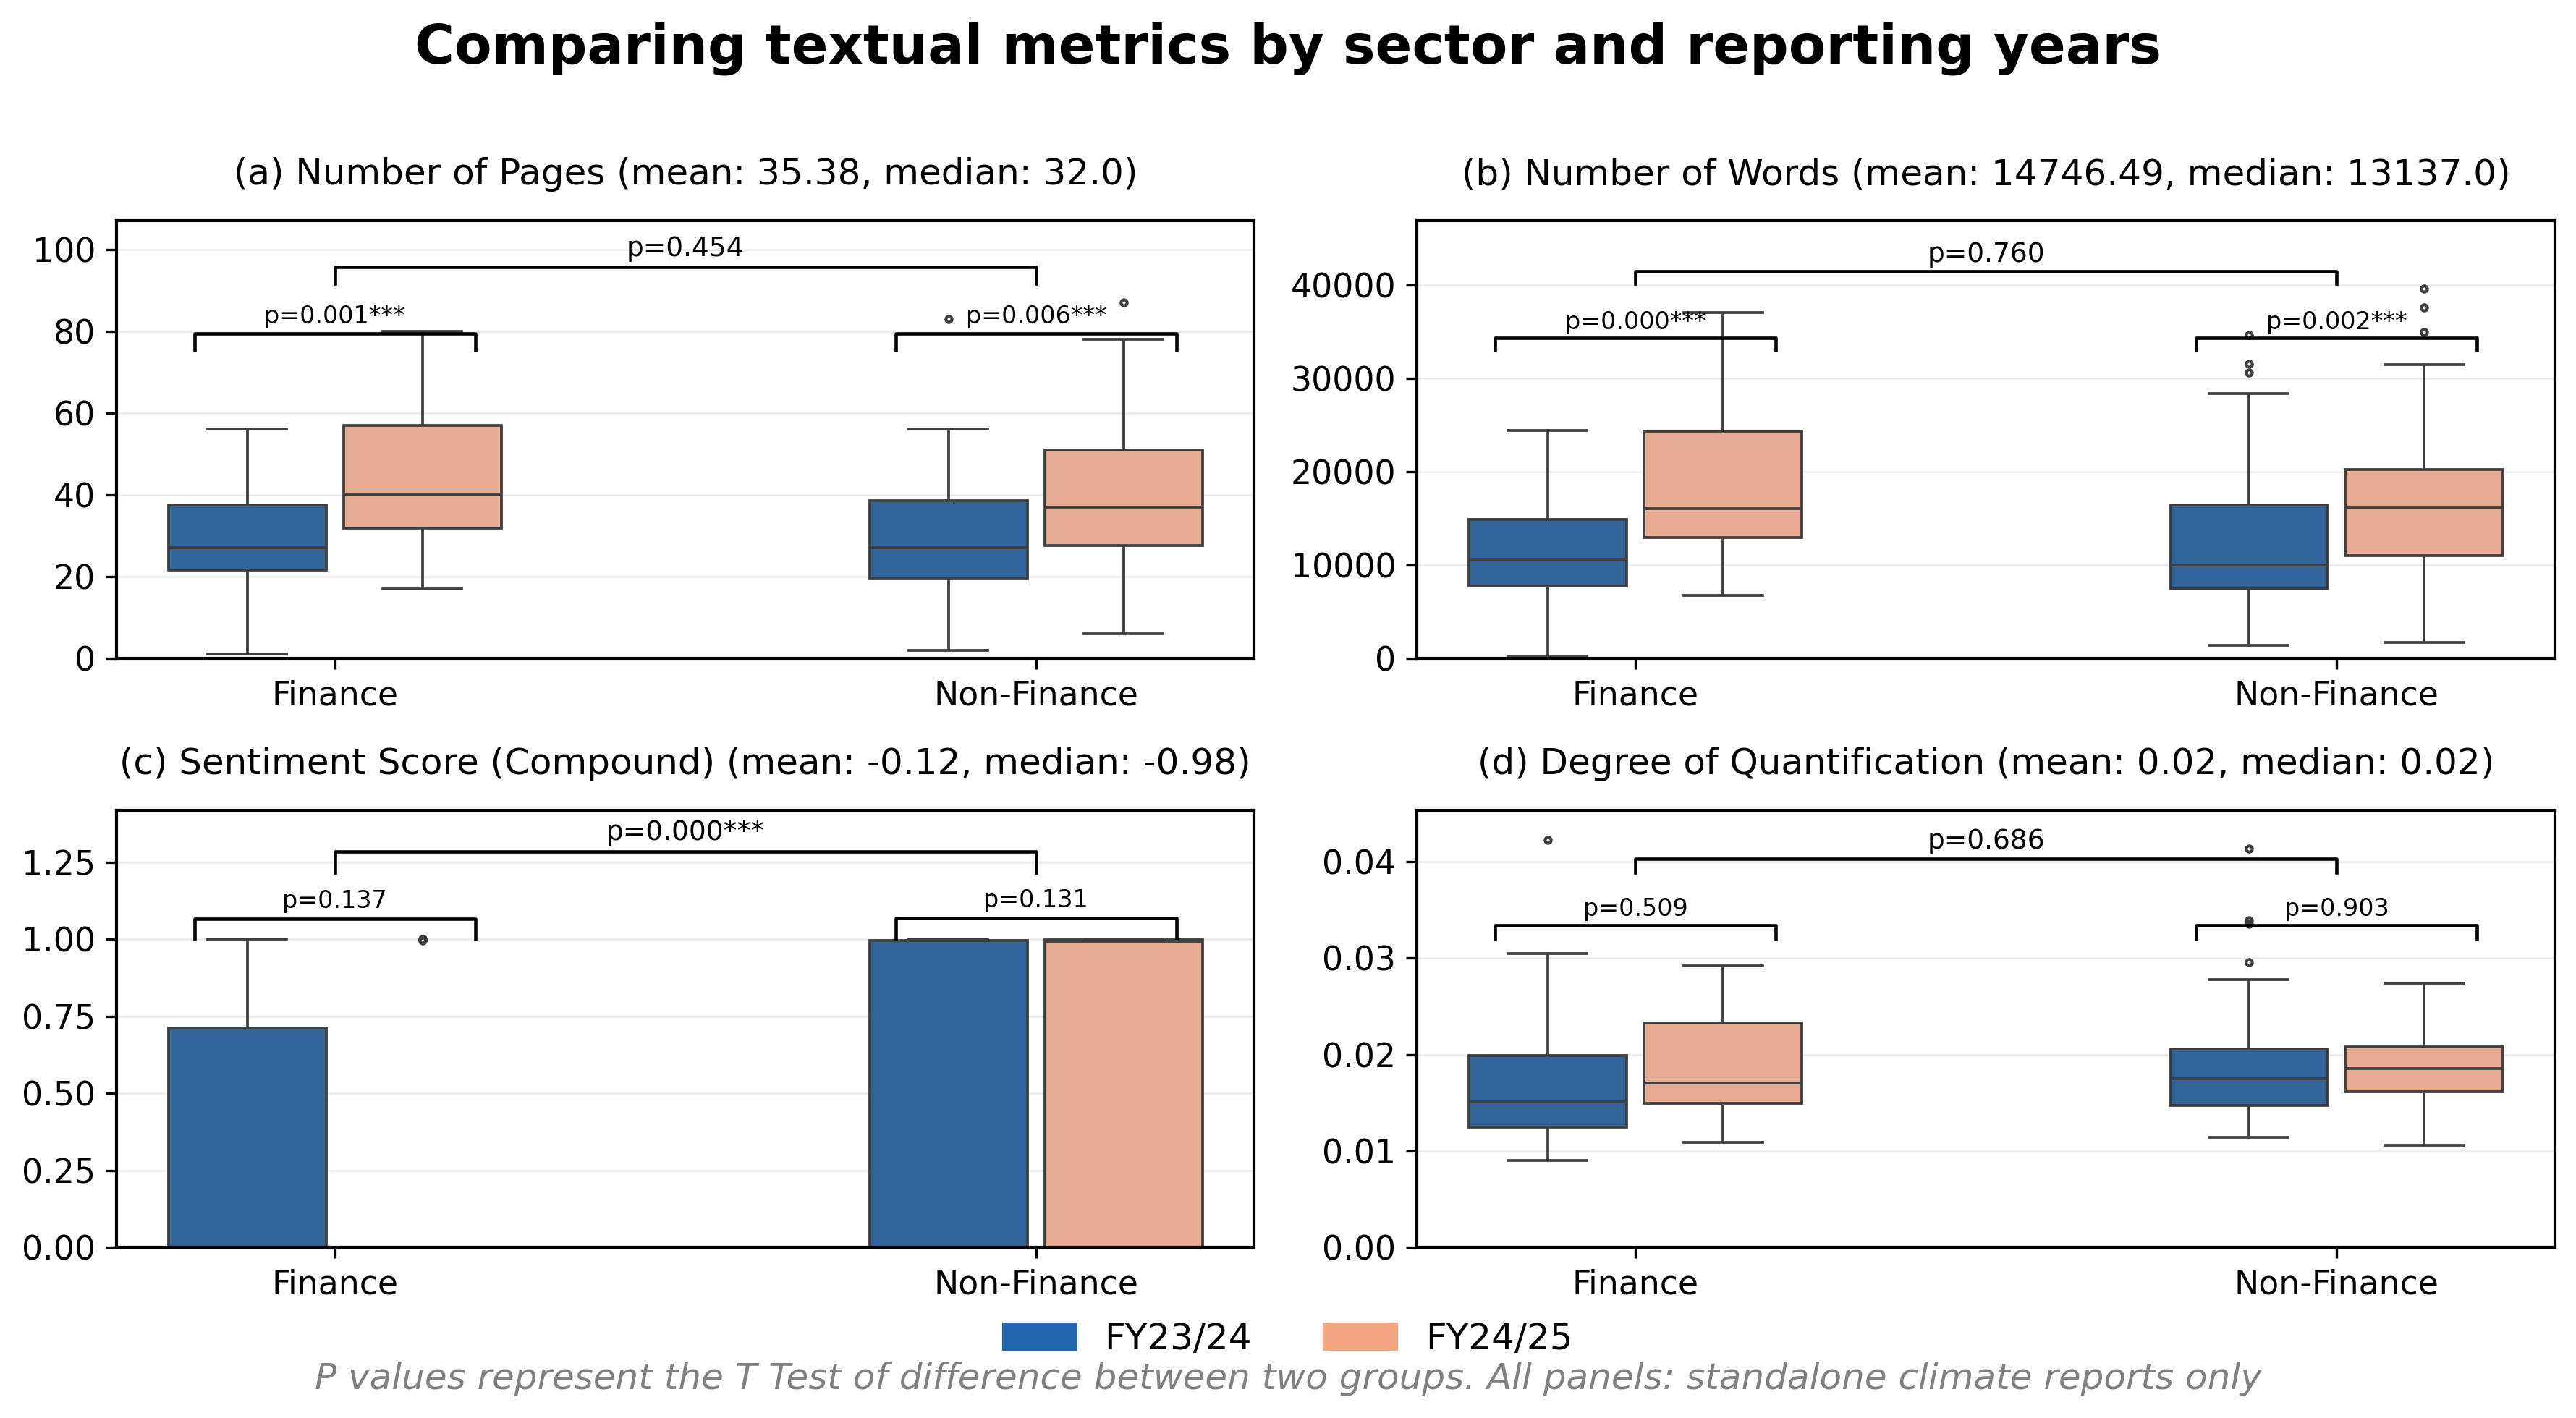 Comparing textual metrics by sector and reporting years
(a) Number of Pages (mean: 35.38, median: 32.0)
100
80
60
40
20
0
p=0.454
p=0.001***
p=0.006***
Finance
Non-Finance
(b) Number of Words (mean: 14746.49, median: 13137.0)
40000
30000
20000
10000
0
p=0.760
p=0.000***
p=0.002***
Finance
Non-Finance
(c) Sentiment Score (Compound) (mean: -0.12, median: -0.98)
1.25
1.00
0.75
0.50
0.25
0.00
p=0.000***
p=0.137
p=0.131
Finance
Non-Finance
(d) Degree of Quantification (mean: 0.02, median: 0.02)
0.04
0.03
0.02
0.01
0.00
p=0.686
p=0.509
p=0.903
Finance
Non-Finance
FY23/24
FY24/25
P values represent the T Test of difference between two groups. All panels: standalone climate reports only